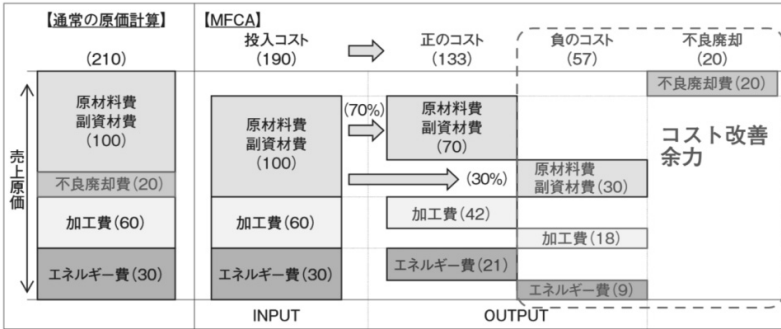 【通常の原価計算】
(210)
売上原価
原材料費
副資材費
(100)
不良廃却費(20)
加工費(60)
エネルギー費(30)
【MFCA】
投入コスト
(190)
正のコスト
(133)
負のコスト
(57)
不良廃却
(20)
原材料費
副資材費
(100)
加工費(60)
エネルギー費(30)
(70%)
(30%)
原材料費
副資材費
(70)
加工費(42)
エネルギー費(21)
原材料費
副資材費(30)
加工費(18)
エネルギー費(9)
不良廃却費(20)
コスト改善
余力
INPUT
OUTPUT